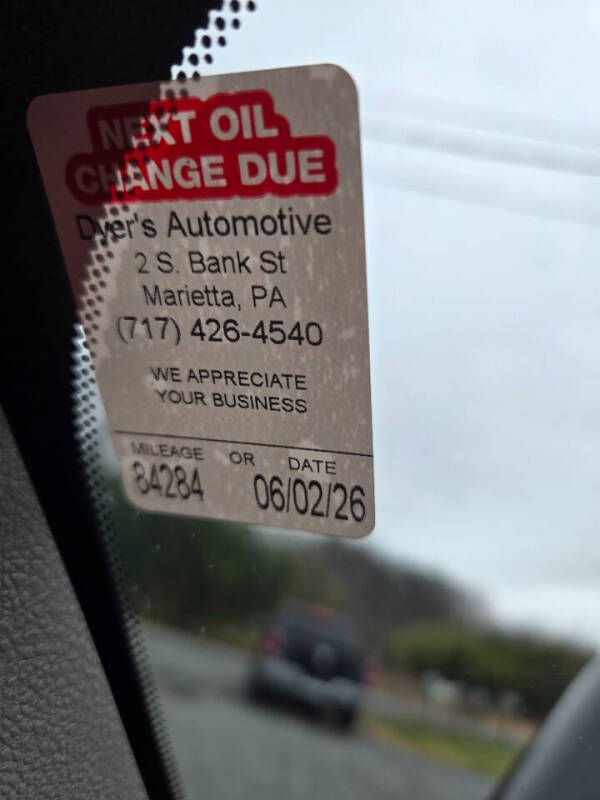 NEXT OIL
CHANGE DUE
Dyer's Automotive
2 S. Bank St
Marietta, PA
(717) 426-4540
WE APPRECIATE
YOUR BUSINESS
MILEAGE OR DATE
84284 06/02/26